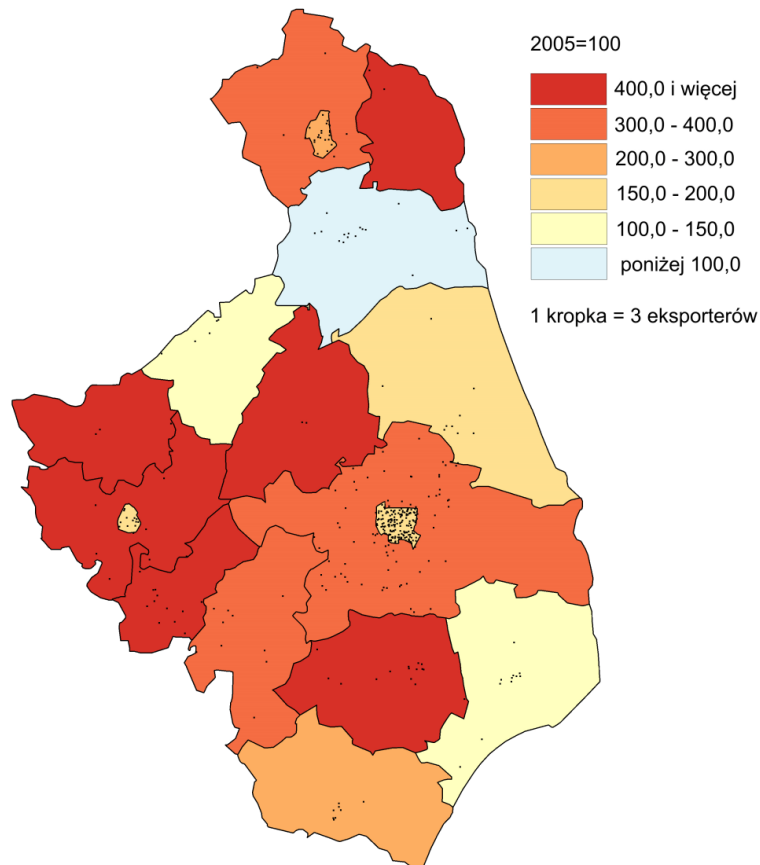 2005=100
400,0 i więcej
300,0 - 400,0
200,0 - 300,0
150,0 - 200,0
100,0 - 150,0
poniżej 100,0
1 kropka = 3 eksporterów